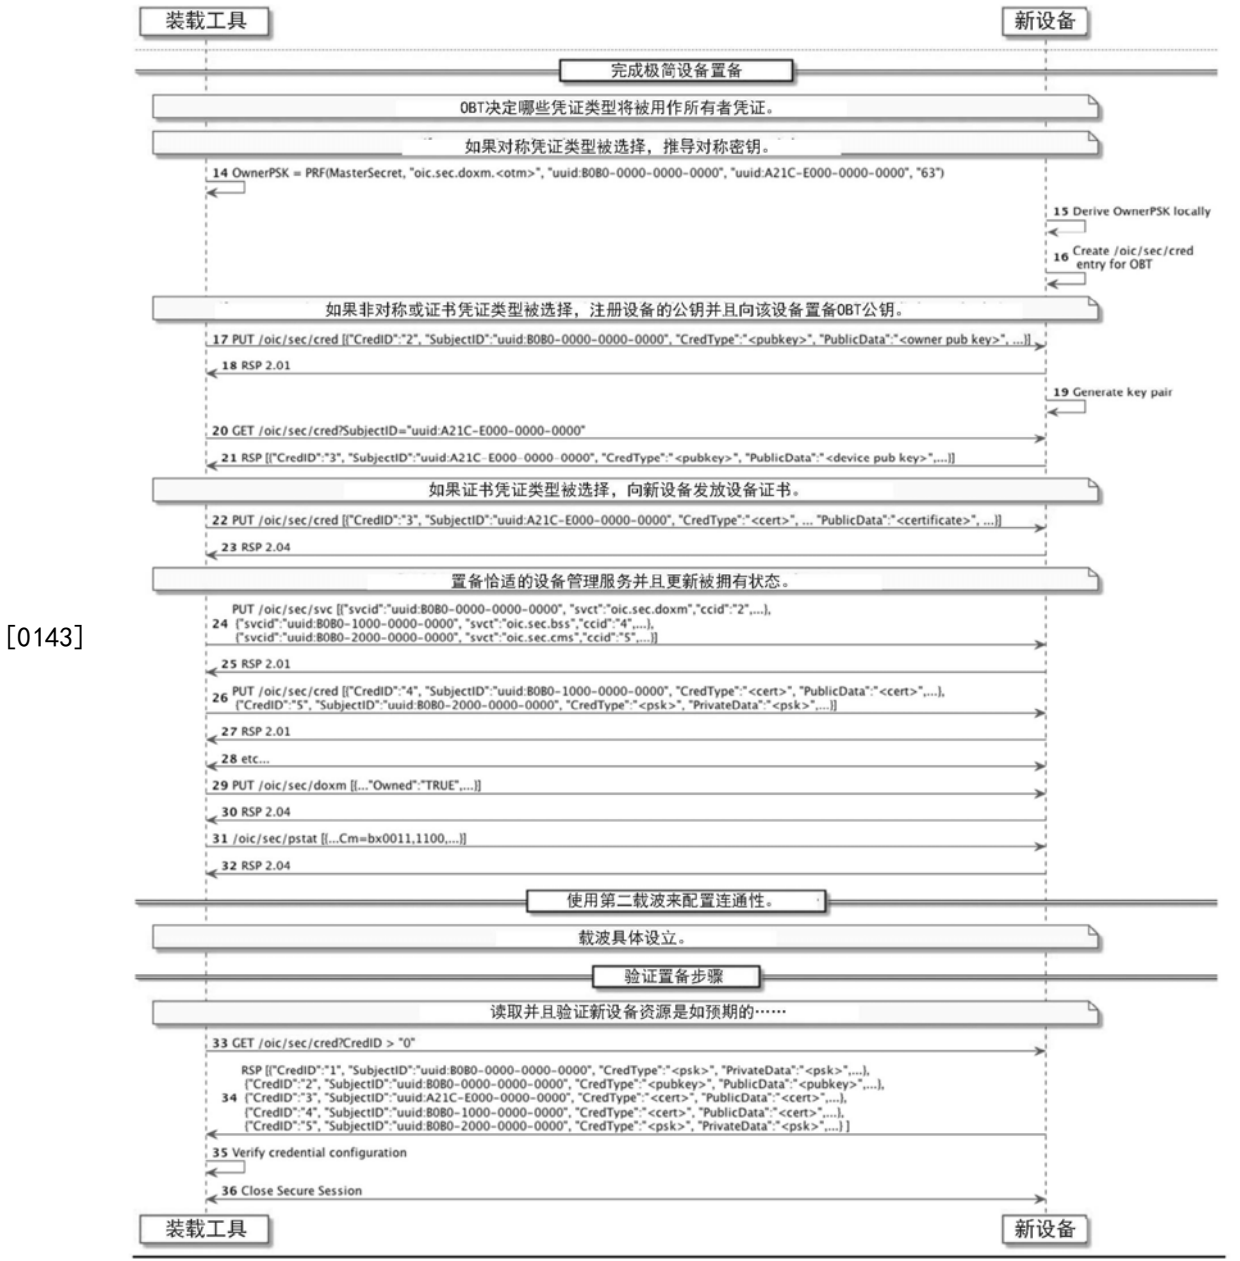 装载工具 新设备
完成极简设备置备
OBT决定哪些凭证类型将被用作所有者凭证。
如果对称凭证类型被选择，推导对称密钥。
14 OwnerPSK = PRF(MasterSecret, "oic.sec.doxm.<otm>", "uuid:B0B0-0000-0000-0000", "uuid:A21C-E000-0000-0000", "63")
15 Derive OwnerPSK locally
16 Create /oic/sec/cred
entry for OBT
如果非对称或证书凭证类型被选择，注册设备的公钥并且向该设备置备OBT公钥。
17 PUT /oic/sec/cred [{"CredID":"2", "SubjectID":"uuid:B0B0-0000-0000-0000", "CredType":"<pubkey>", "PublicData":"<owner pub key>", ...}]
18 RSP 2.01
19 Generate key pair
20 GET /oic/sec/cred?SubjectID="uuid:A21C-E000-0000-0000"
21 RSP [{"CredID":"3", "SubjectID":"uuid:A21C-E000-0000-0000", "CredType":"<pubkey>", "PublicData":"<device pub key>",...}]
如果证书凭证类型被选择，向新设备发放设备证书。
22 PUT /oic/sec/cred [{"CredID":"3", "SubjectID":"uuid:A21C-E000-0000-0000", "CredType":"<cert>", ... "PublicData":"<certificate>", ...}]
23 RSP 2.04
置备恰适的设备管理服务并且更新被拥有状态。
PUT /oic/sec/svc [{"svcid":"uuid:B0B0-0000-0000-0000", "svct":"oic.sec.doxm","ccid":"2",...},
24 {"svcid":"uuid:B0B0-1000-0000-0000", "svct":"oic.sec.bss","ccid":"4",...},
{"svcid":"uuid:B0B0-2000-0000-0000", "svct":"oic.sec.cms","ccid":"5",...}]
[0143]
25 RSP 2.01
26 PUT /oic/sec/cred [{"CredID":"4", "SubjectID":"uuid:B0B0-1000-0000-0000", "CredType":"<cert>", "PublicData":"<cert>",...},
{"CredID":"5", "SubjectID":"uuid:B0B0-2000-0000-0000", "CredType":"<psk>", "PrivateData":"<psk>",...}]
27 RSP 2.01
28 etc...
29 PUT /oic/sec/doxm [{..."Owned":"TRUE",...}]
30 RSP 2.04
31 /oic/sec/pstat [{...Cm=bx0011,1100,...}]
32 RSP 2.04
使用第二载波来配置连通性。
载波具体设立。
验证置备步骤
读取并且验证新设备资源是如预期的……
33 GET /oic/sec/cred?CredID > "0"
RSP [{"CredID":"1", "SubjectID":"uuid:B0B0-0000-0000-0000", "CredType":"<psk>", "PrivateData":"<psk>",...},
{"CredID":"2", "SubjectID":"uuid:B0B0-0000-0000-0000", "CredType":"<pubkey>", "PublicData":"<pubkey>",...},
34 {"CredID":"3", "SubjectID":"uuid:A21C-E000-0000-0000", "CredType":"<cert>", "PublicData":"<cert>",...},
{"CredID":"4", "SubjectID":"uuid:B0B0-1000-0000-0000", "CredType":"<cert>", "PublicData":"<cert>",...},
{"CredID":"5", "SubjectID":"uuid:B0B0-2000-0000-0000", "CredType":"<psk>", "PrivateData":"<psk>",...} ]
35 Verify credential configuration
36 Close Secure Session
装载工具 新设备